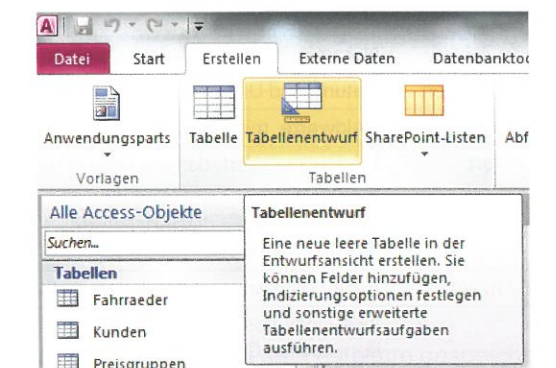 A
Datei Start Erstellen Externe Daten
Anwendungsparts Tabelle Tabellenentwurf SharePoint-Listen
Vorlagen Tabellen
Alle Access-Objekte
Suchen...
Tabellen
Fahrraeder
Kunden
Preisgruppen
Tabellenentwurf
Eine neue leere Tabelle in der
Entwurfsansicht erstellen. Sie
können Felder hinzufügen,
Indizierungsoptionen festlegen
und sonstige erweiterte
Tabellenentwurfsaufgaben
ausführen.